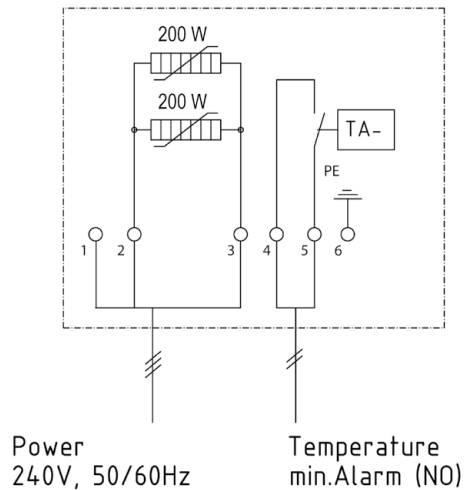 200 W
200 W
TA-
PE
1 2 3 4 5 6
Power
240V, 50/60Hz
Temperature
min.Alarm (NO)